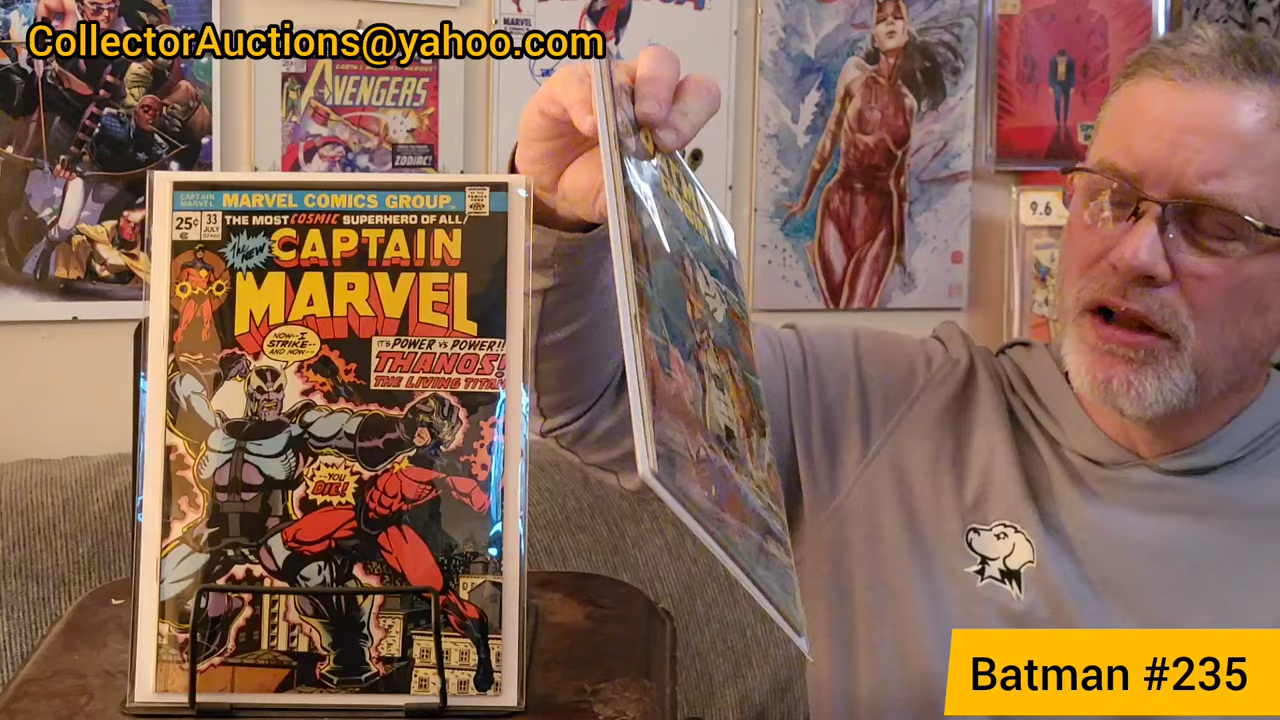 CollectorAuctions@yahoo.com
MARVEL
AVENGERS
ZODIAC!
9.6
CAPTAIN
MARVEL
MARVEL COMICS GROUP
25¢
33
JULY
THE MOST COSMIC SUPERHERO OF ALL!
The NEW
CAPTAIN
MARVEL
NOW--I
STRIKE--
AND NOW--
IT'S POWER VS POWER!!
THANOS!
THE LIVING TITAN
--YOU
DIE!
Batman #235